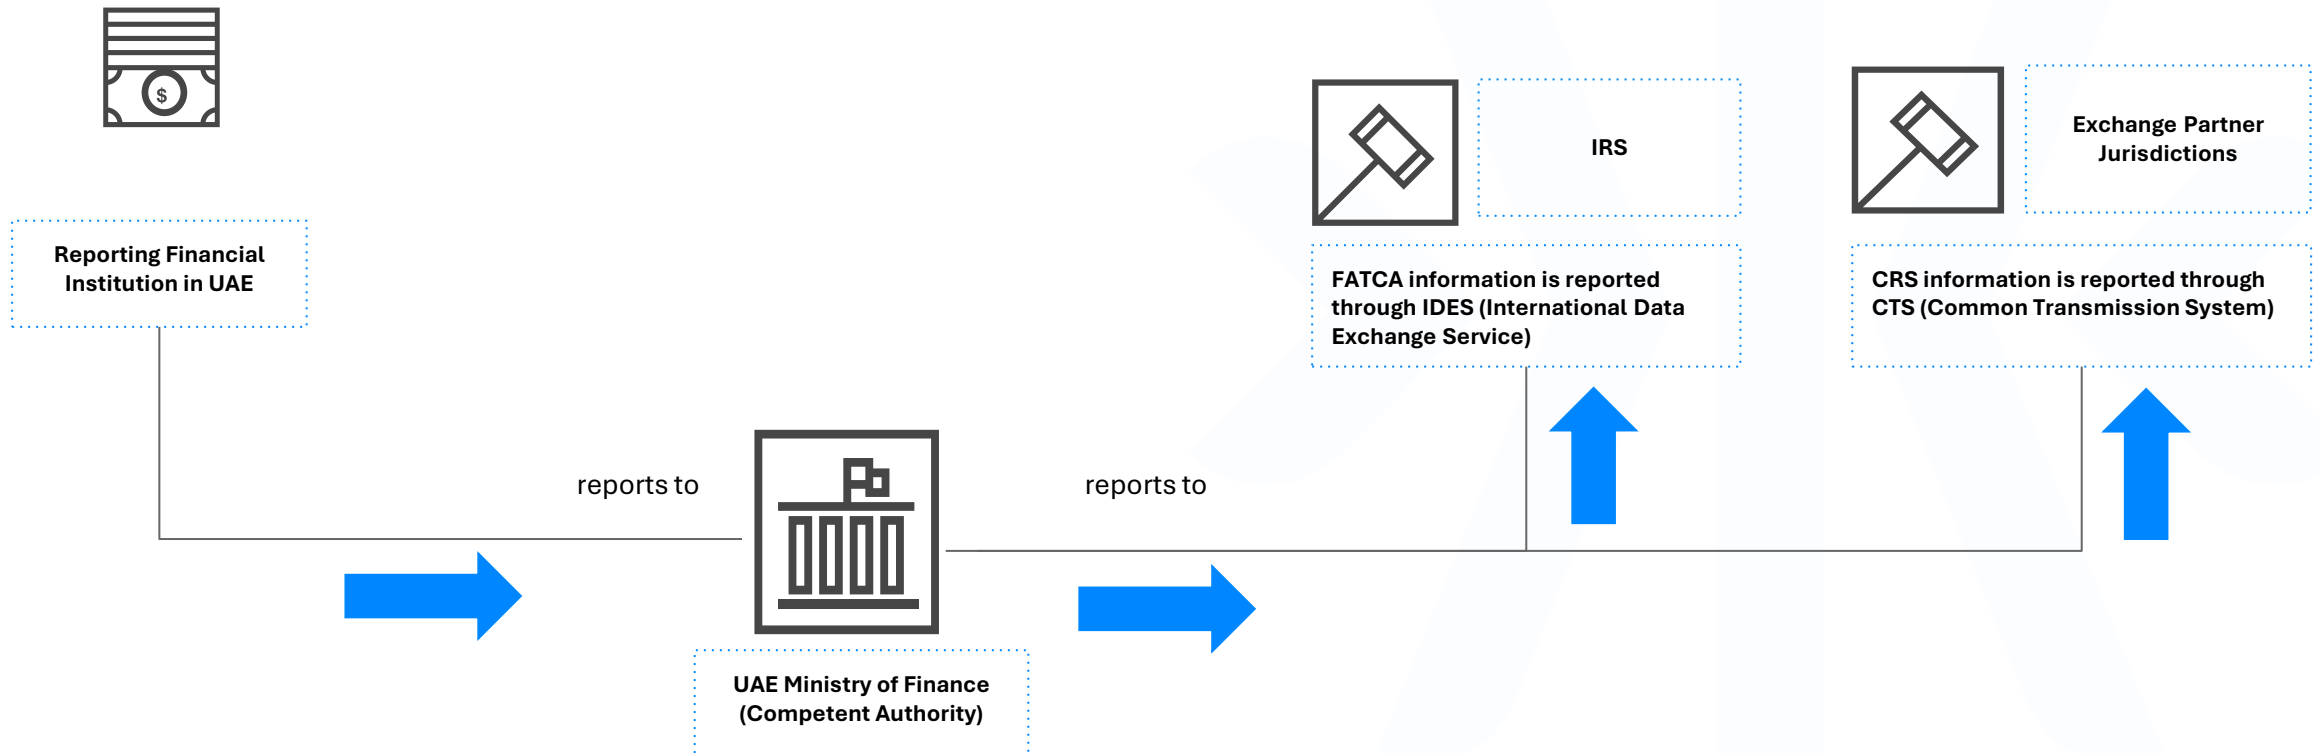 $
IRS
Exchange Partner
Jurisdictions
Reporting Financial
Institution in UAE
FATCA information is reported
through IDES (International Data
Exchange Service)
CRS information is reported through
CTS (Common Transmission System)
reports to
reports to
UAE Ministry of Finance
(Competent Authority)